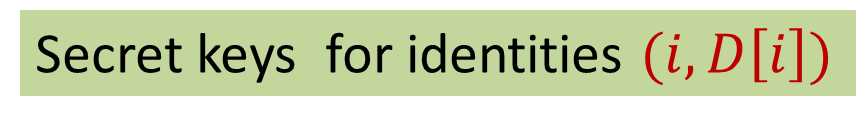 Secret keys for identities (i, D[i])